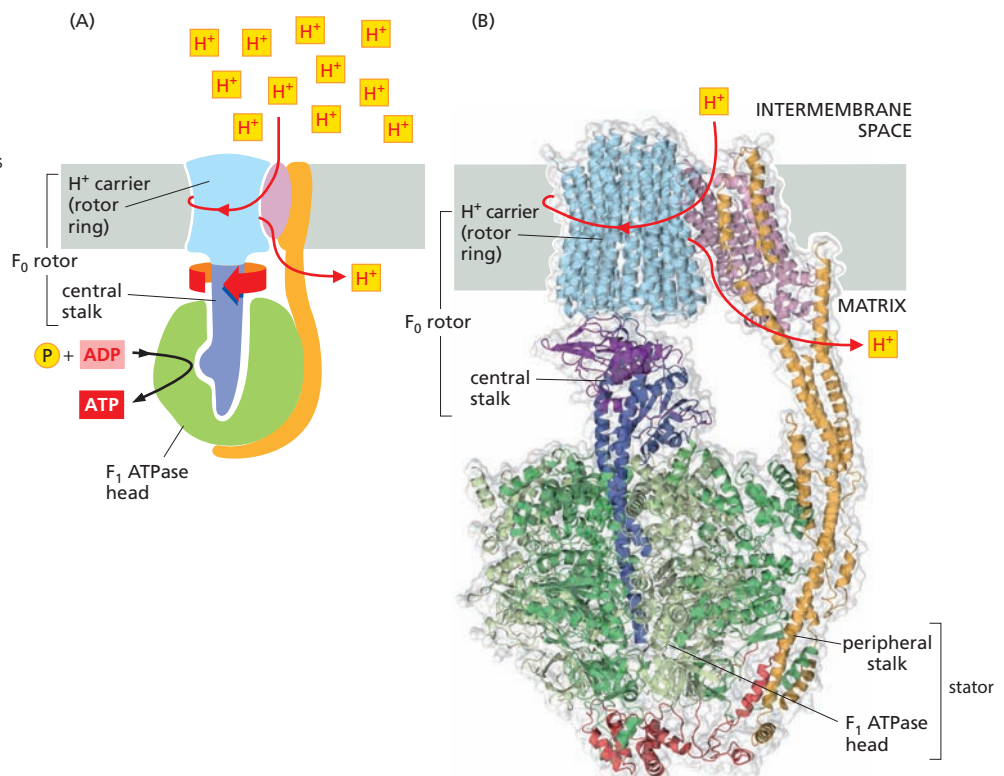 (A)
H+
H+
H+
H+
H+
H+
H+
H+
H+
H+
H+
s
H+ carrier
(rotor
ring)
F0 rotor
central
stalk
H+
P + ADP
ATP
F1 ATPase
head
(B)
H+
INTERMEMBRANE
SPACE
H+ carrier
(rotor
ring)
F0 rotor
MATRIX
H+
central
stalk
peripheral
stalk
stator
F1 ATPase
head